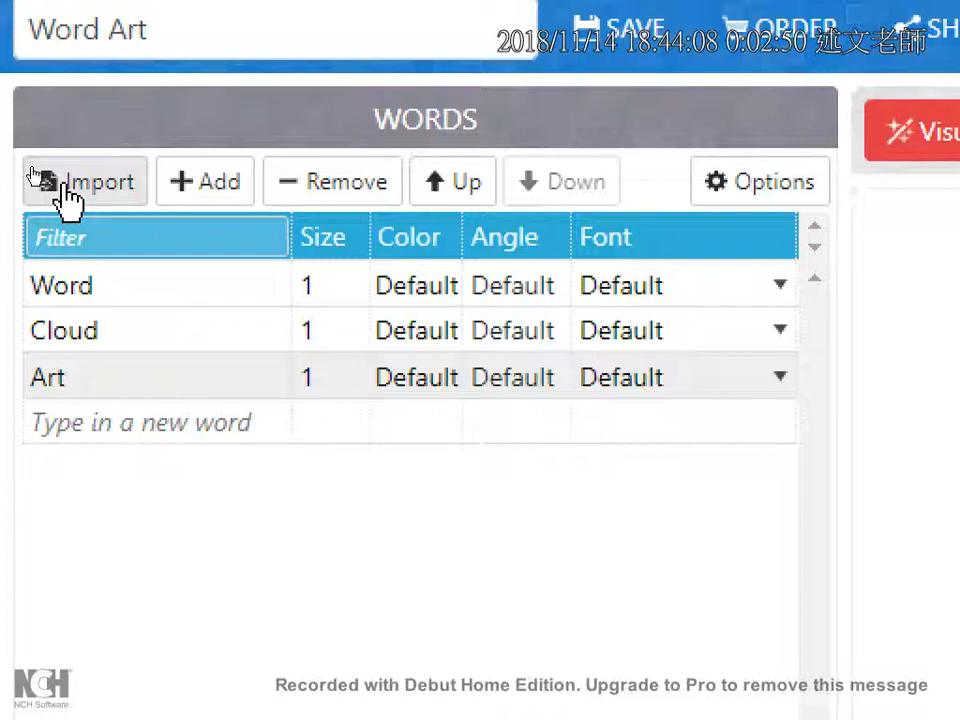 Word Art
SAVE ORDER SH
2018/11/14 18:44:08 0:02:50 述文老師
WORDS
Visu
Import Add Remove Up Down Options
Filter Size Color Angle Font
Word 1 Default Default Default
Cloud 1 Default Default Default
Art 1 Default Default Default
Type in a new word
NCH
NCH Software
Recorded with Debut Home Edition. Upgrade to Pro to remove this message